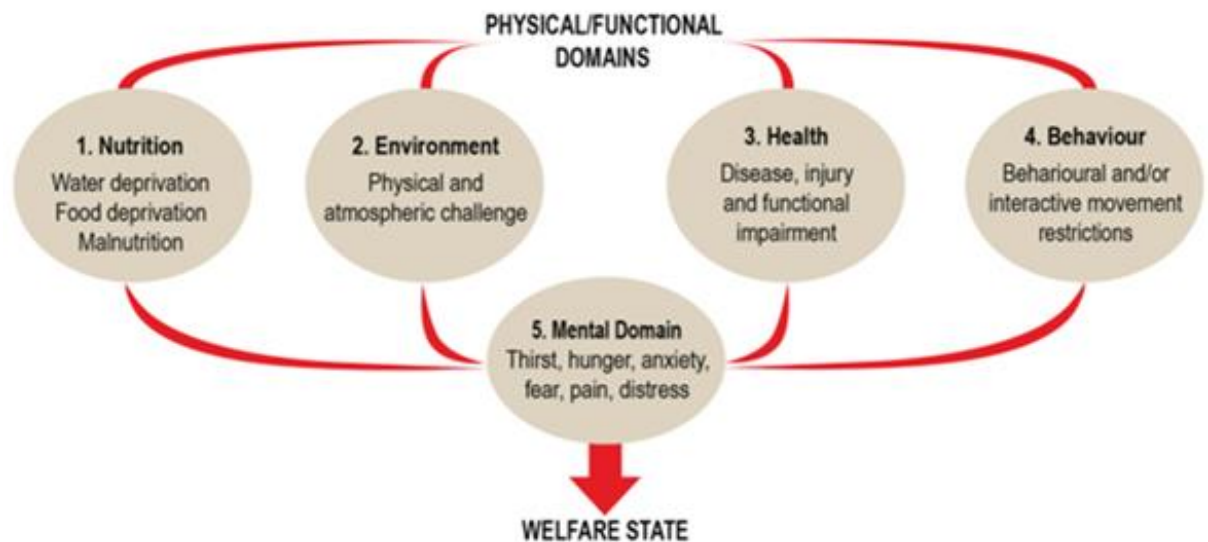 PHYSICAL/FUNCTIONAL
DOMAINS
1. Nutrition
Water deprivation
Food deprivation
Malnutrition
2. Environment
Physical and
atmospheric challenge
3. Health
Disease, injury
and functional
impairment
4. Behaviour
Beharioural and/or
interactive movement
restrictions
5. Mental Domain
Thirst, hunger, anxiety,
fear, pain, distress
WELFARE STATE